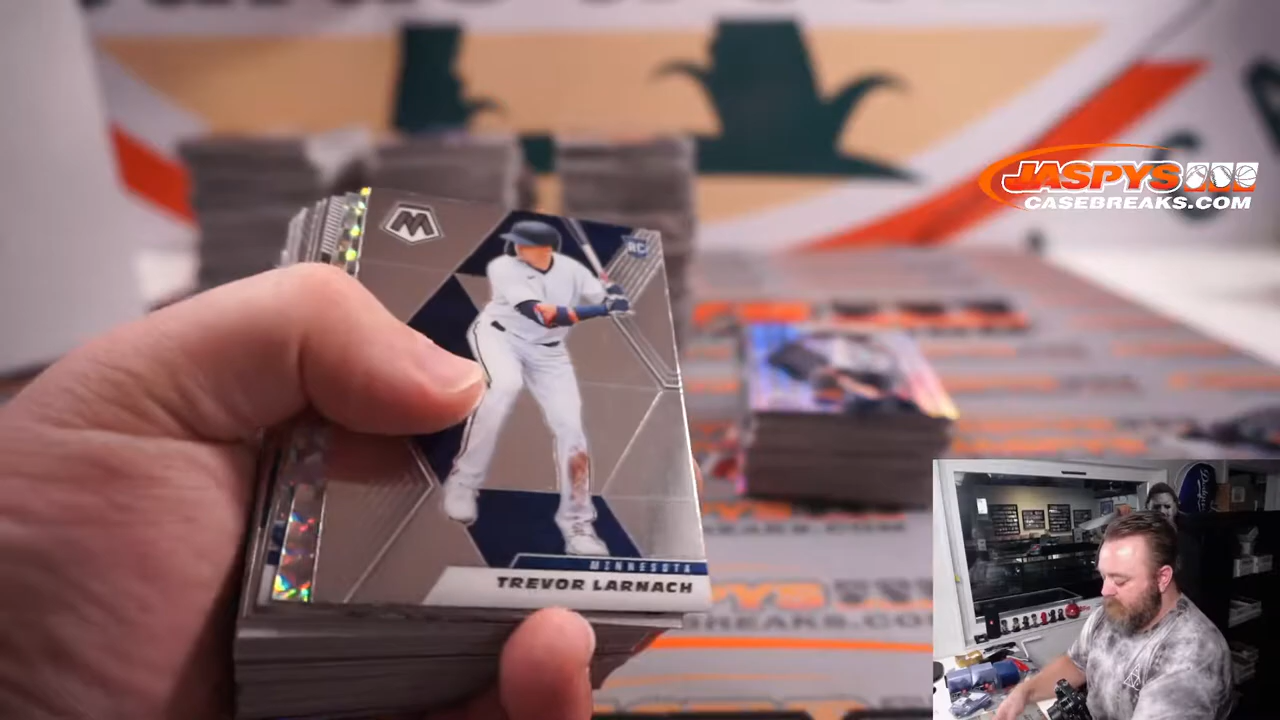 JASPYS
CASEBREAKS.COM
M
RC
MINNESOTA
TREVOR LARNACH